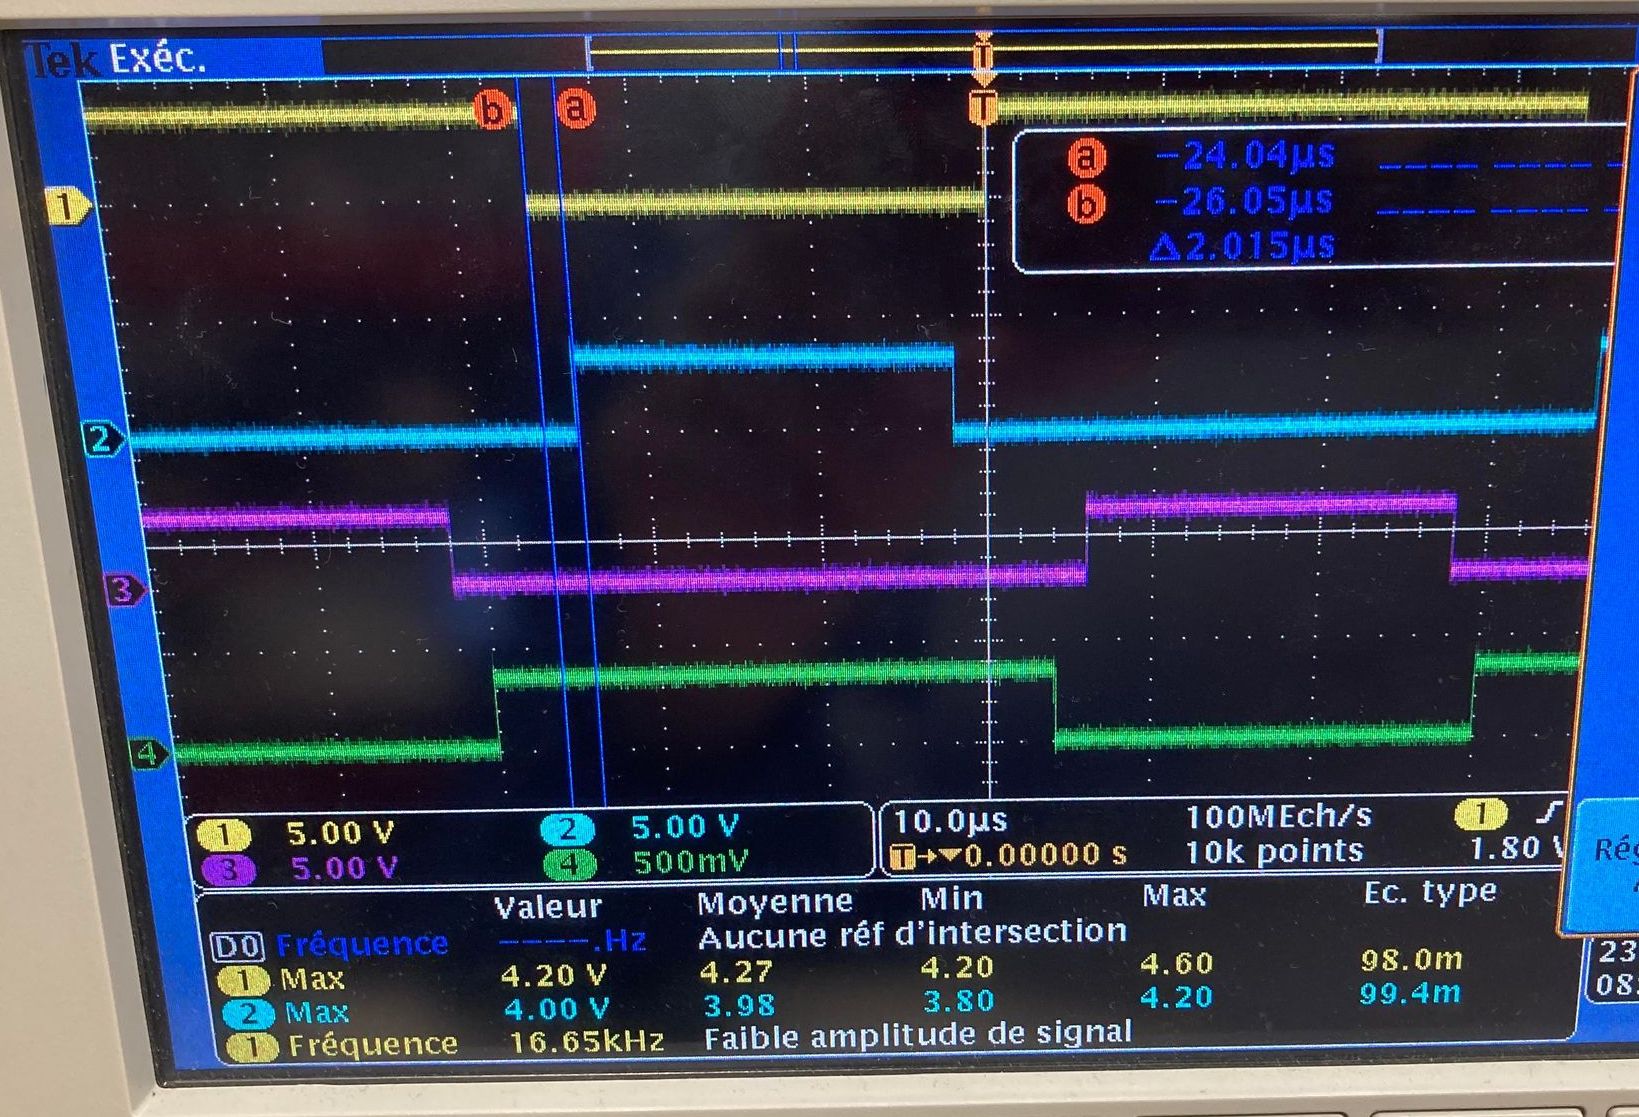 Tek Exéc.
T
b a T
1
a -24.04µs
b -26.05µs
Δ2.015µs
2
3
4
1 5.00 V 2 5.00 V
3 5.00 V 4 500mV
10.0µs 100MÉch/s 1
T→▼0.00000 s 10k points 1.80 V
Valeur Moyenne Min Max Ec. type
D0 Fréquence ----.Hz Aucune réf d'intersection
1 Max 4.20 V 4.27 4.20 4.60 98.0m
2 Max 4.00 V 3.98 3.80 4.20 99.4m
1 Fréquence 16.65kHz Faible amplitude de signal
23
08